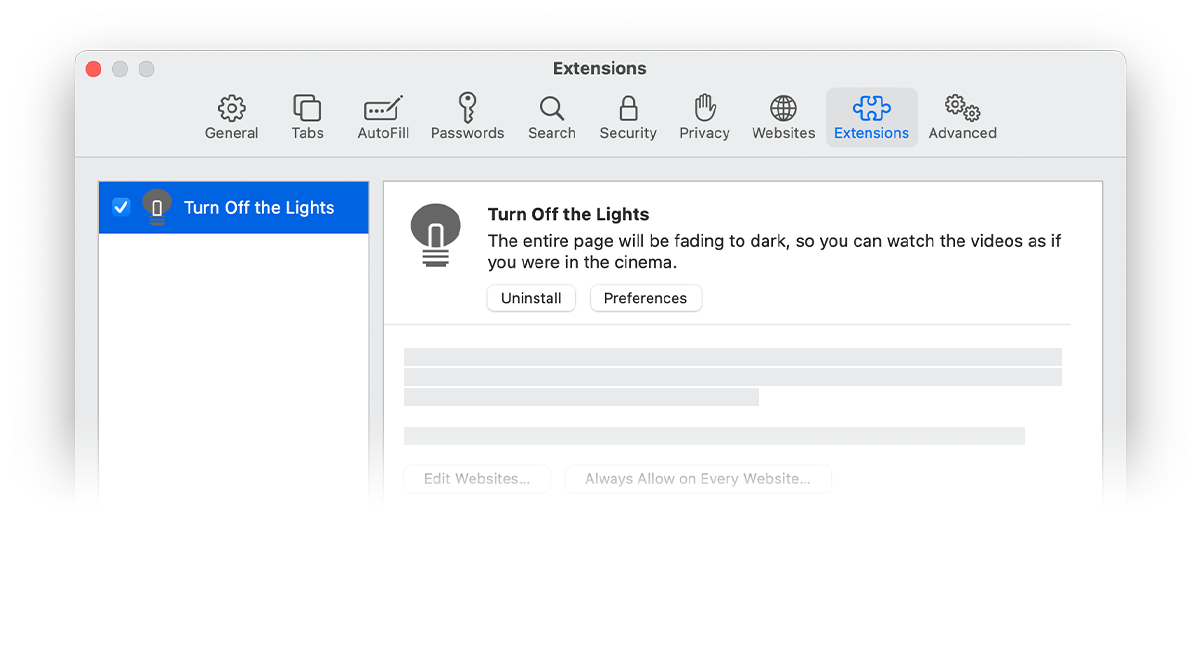 Extensions
General Tabs AutoFill Passwords Search Security Privacy Websites Extensions Advanced
Turn Off the Lights
Turn Off the Lights
The entire page will be fading to dark, so you can watch the videos as if
you were in the cinema.
Uninstall Preferences
Edit Websites... Always Allow on Every Website...